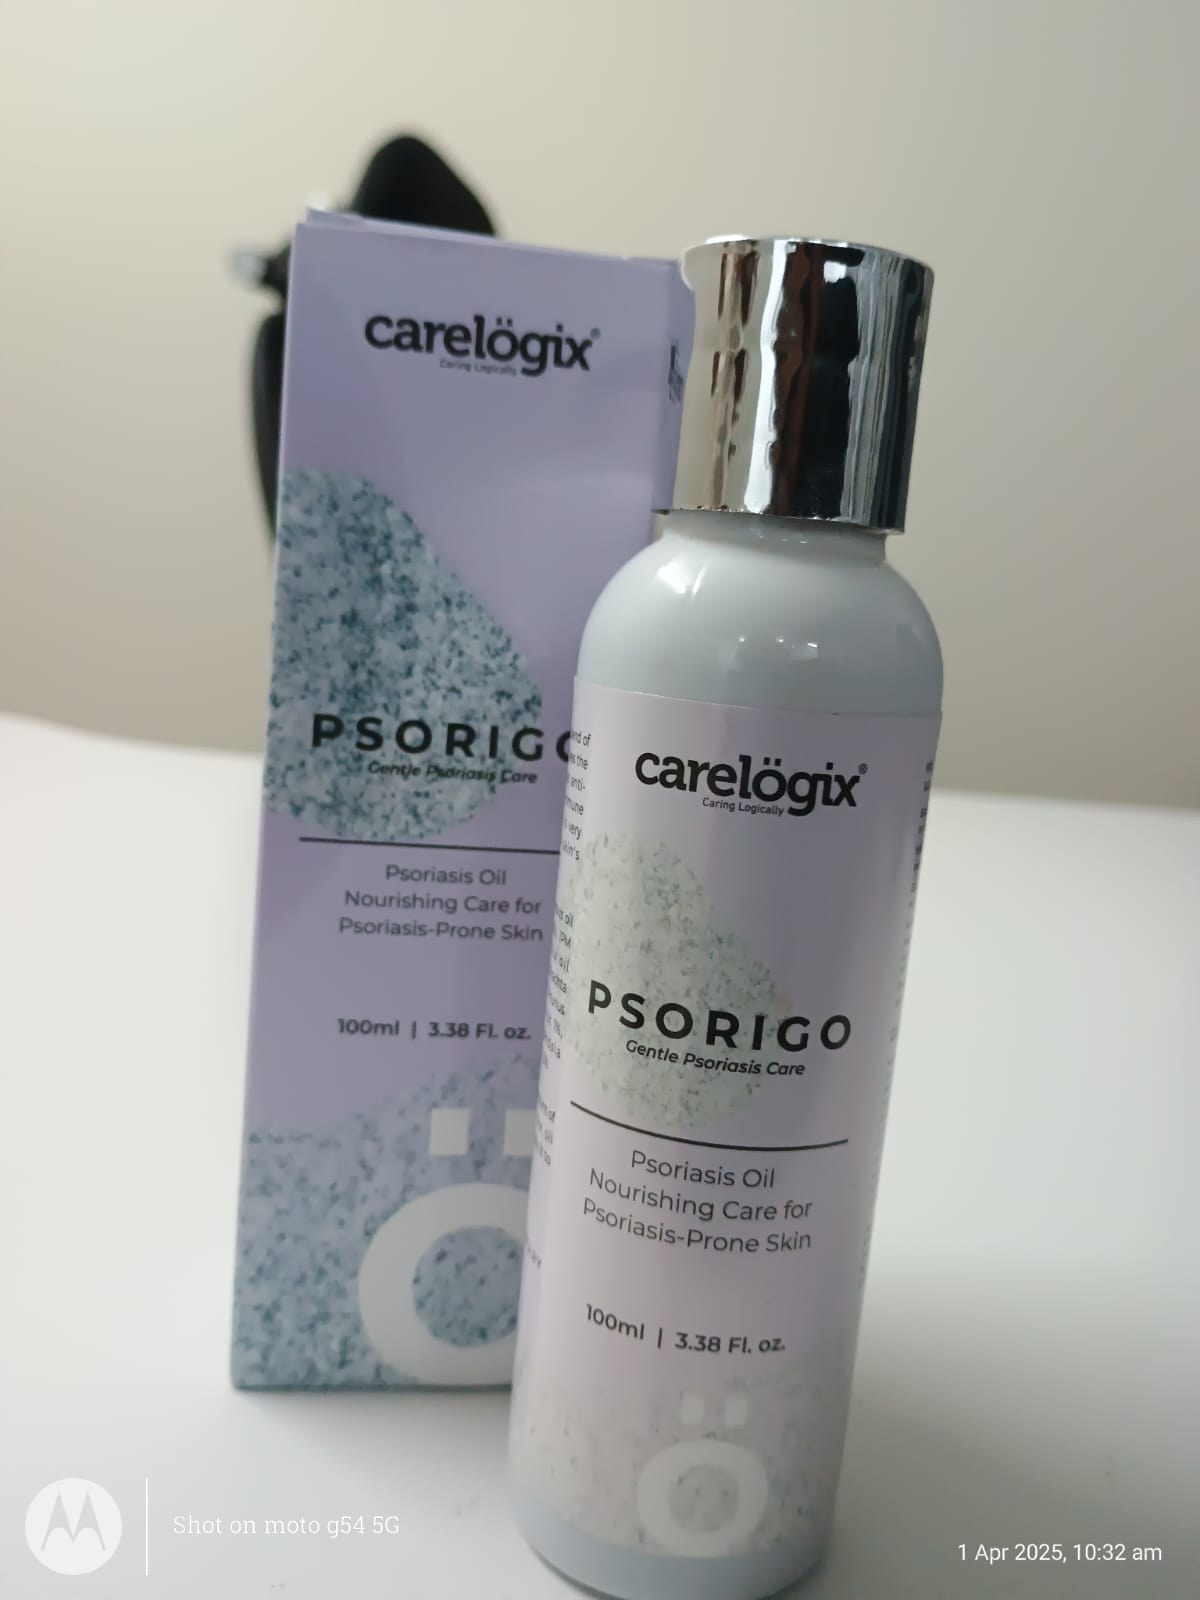 carelögix®
Caring Logically
PSORIGO
Gentle Psoriasis Care
Psoriasis Oil
Nourishing Care for
Psoriasis-Prone Skin
100ml | 3.38 Fl. oz.
carelögix®
Caring Logically
PSORIGO
Gentle Psoriasis Care
Psoriasis Oil
Nourishing Care for
Psoriasis-Prone Skin
100ml | 3.38 Fl. oz.
Shot on moto g54 5G
1 Apr 2025, 10:32 am